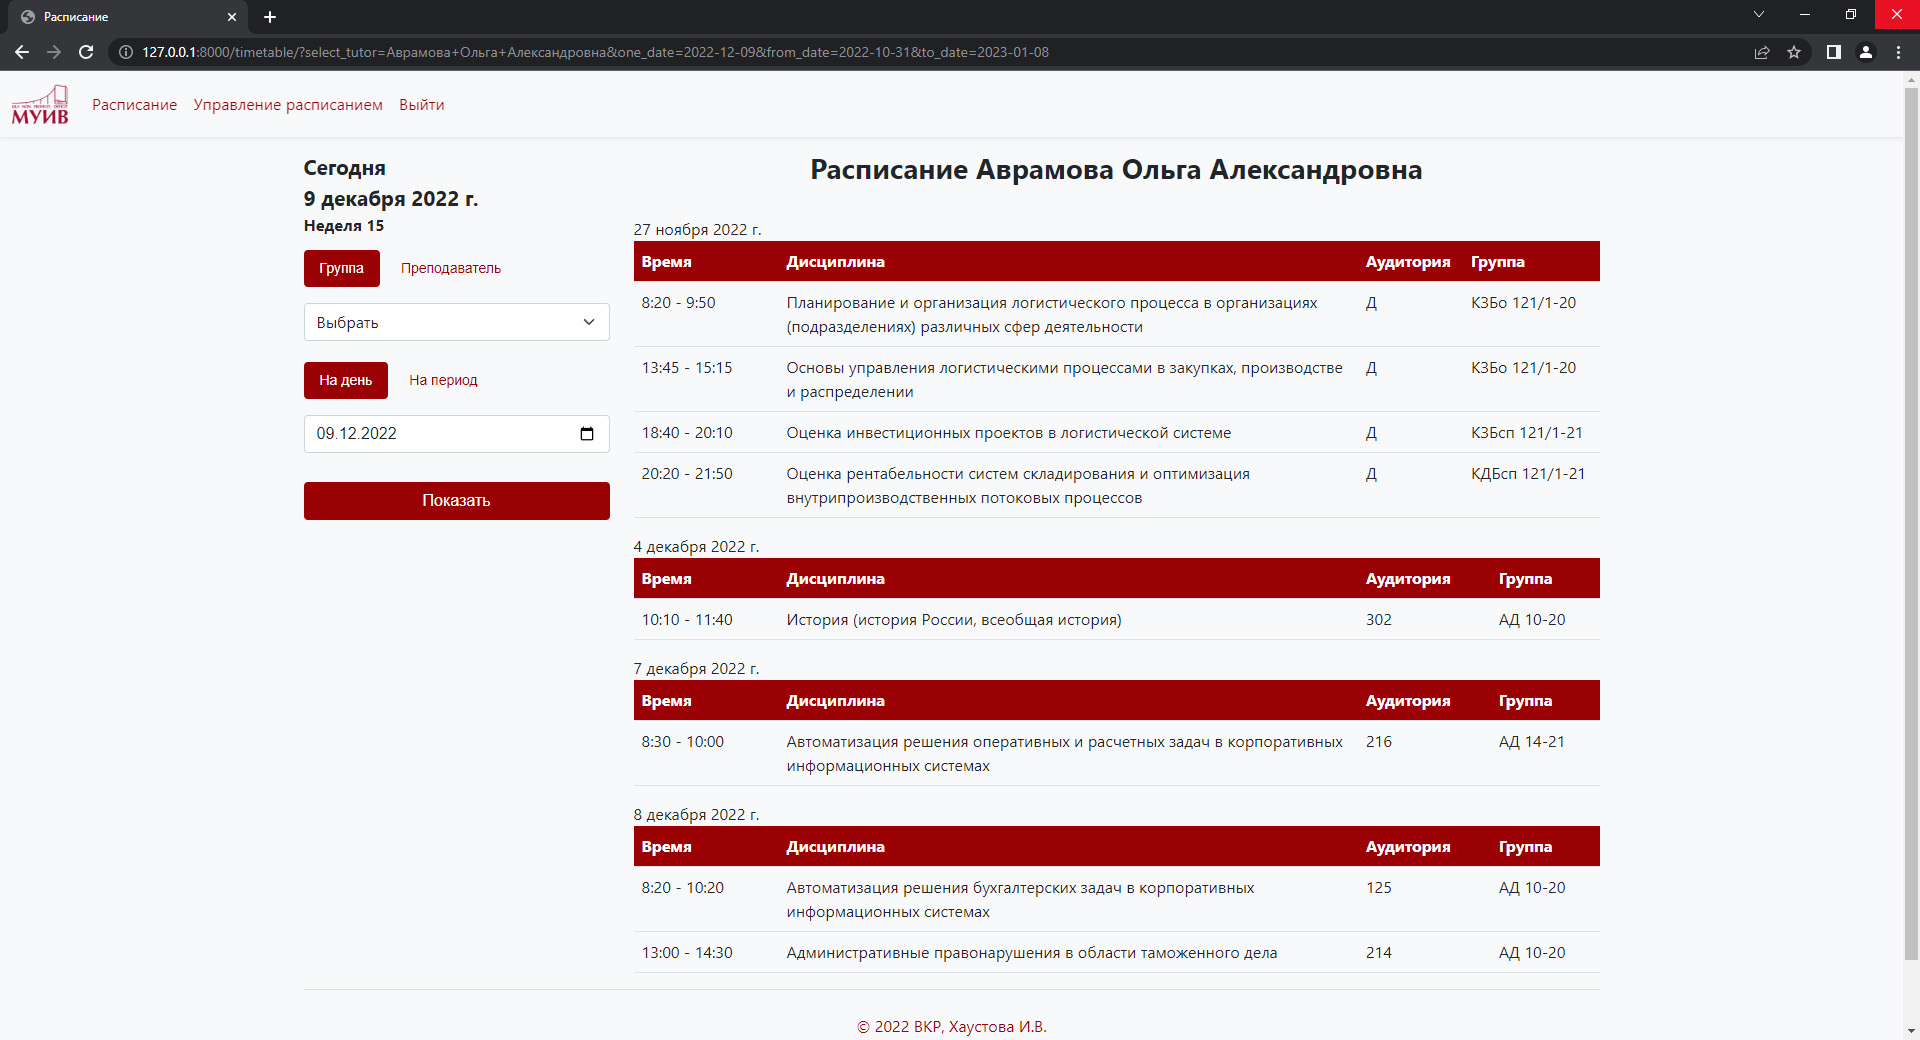 Расписание
127.0.0.1:8000/timetable/?select_tutor=Аврамова+Ольга+Александровна&one_date=2022-12-09&from_date=2022-10-31&to_date=2023-01-08
МУИВ
Расписание Управление расписанием Выйти
Сегодня
9 декабря 2022 г.
Неделя 15
Группа Преподаватель
Выбрать
На день На период
09.12.2022
Показать
Расписание Аврамова Ольга Александровна
27 ноября 2022 г.
Время Дисциплина Аудитория Группа
8:20 - 9:50 Планирование и организация логистического процесса в организациях Д КЗБо 121/1-20
(подразделениях) различных сфер деятельности
13:45 - 15:15 Основы управления логистическими процессами в закупках, производстве Д КЗБо 121/1-20
и распределении
18:40 - 20:10 Оценка инвестиционных проектов в логистической системе Д КЗБсп 121/1-21
20:20 - 21:50 Оценка рентабельности систем складирования и оптимизация Д КДБсп 121/1-21
внутрипроизводственных потоковых процессов
4 декабря 2022 г.
Время Дисциплина Аудитория Группа
10:10 - 11:40 История (история России, всеобщая история) 302 АД 10-20
7 декабря 2022 г.
Время Дисциплина Аудитория Группа
8:30 - 10:00 Автоматизация решения оперативных и расчетных задач в корпоративных 216 АД 14-21
информационных системах
8 декабря 2022 г.
Время Дисциплина Аудитория Группа
8:20 - 10:20 Автоматизация решения бухгалтерских задач в корпоративных 125 АД 10-20
информационных системах
13:00 - 14:30 Административные правонарушения в области таможенного дела 214 АД 10-20
© 2022 ВКР, Хаустова И.В.